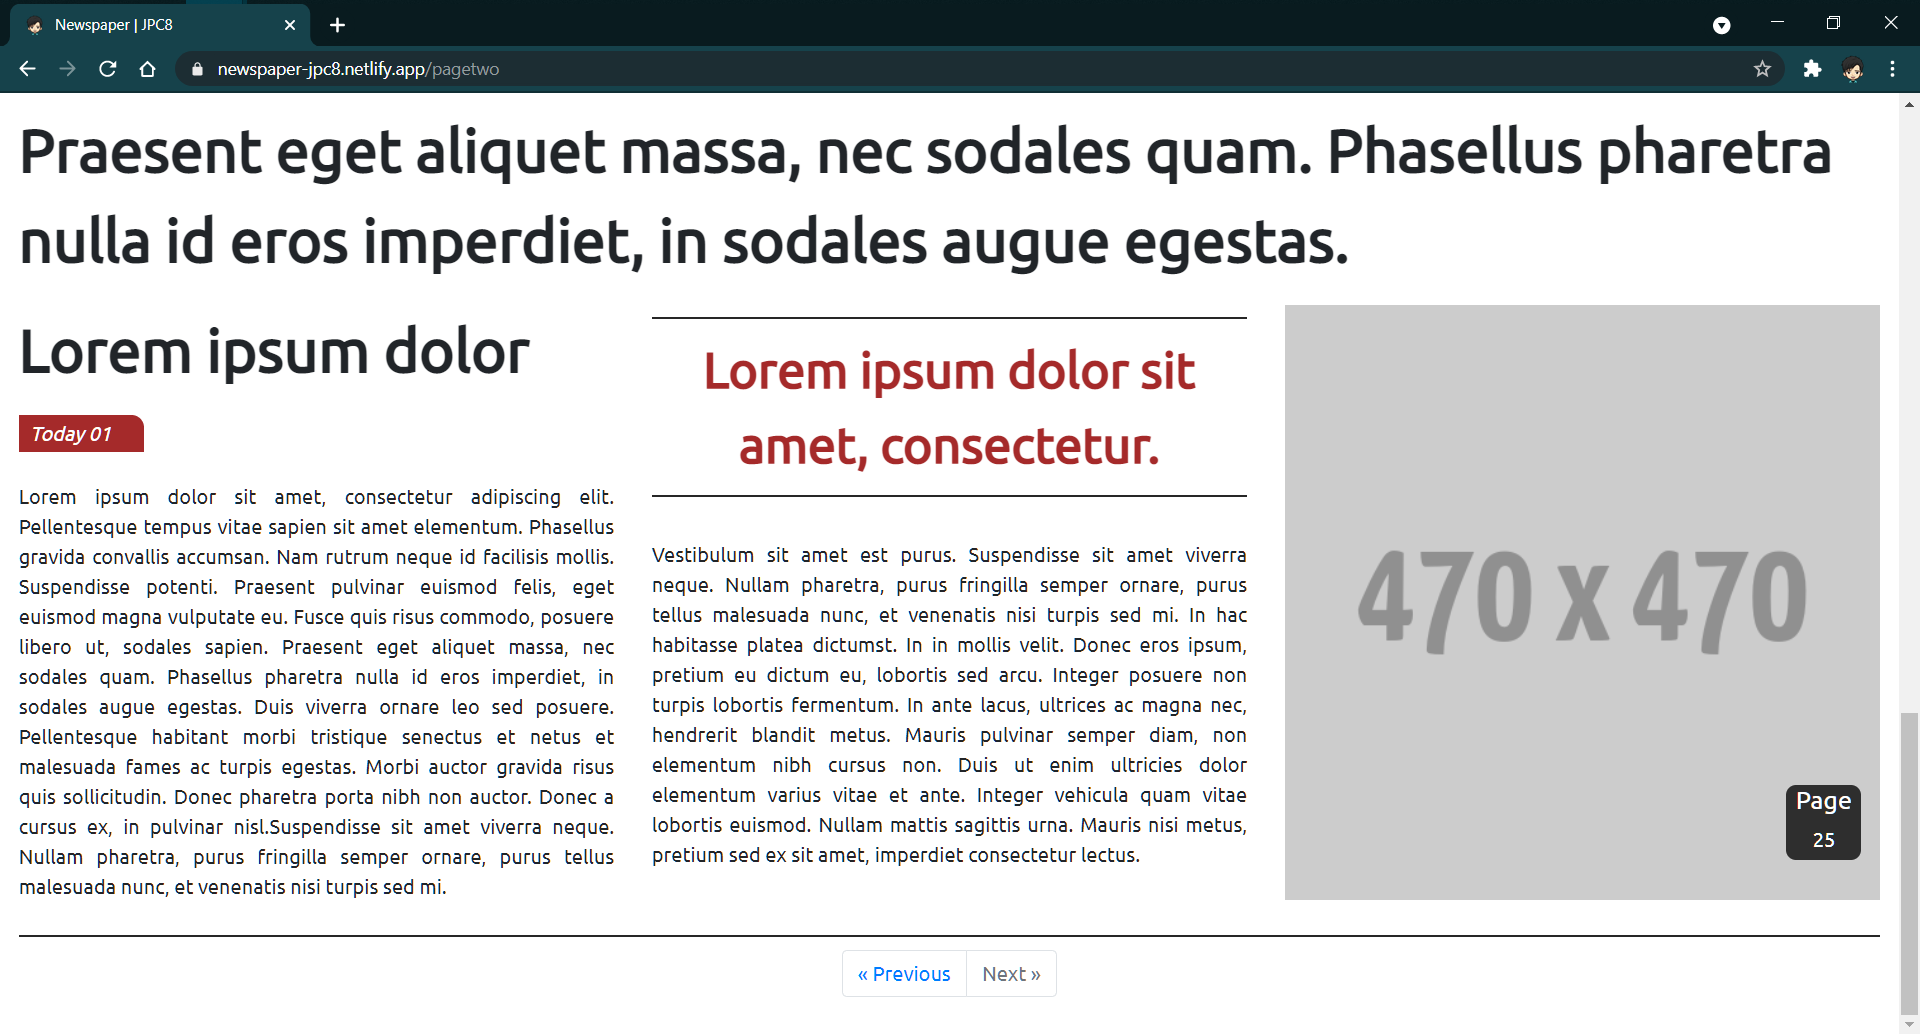 Newspaper | JPC8
newspaper-jpc8.netlify.app/pagetwo
Praesent eget aliquet massa, nec sodales quam. Phasellus pharetra
nulla id eros imperdiet, in sodales augue egestas.
Lorem ipsum dolor
Today 01
Lorem ipsum dolor sit amet, consectetur adipiscing elit.
Pellentesque tempus vitae sapien sit amet elementum. Phasellus
gravida convallis accumsan. Nam rutrum neque id facilisis mollis.
Suspendisse potenti. Praesent pulvinar euismod felis, eget
euismod magna vulputate eu. Fusce quis risus commodo, posuere
libero ut, sodales sapien. Praesent eget aliquet massa, nec
sodales quam. Phasellus pharetra nulla id eros imperdiet, in
sodales augue egestas. Duis viverra ornare leo sed posuere.
Pellentesque habitant morbi tristique senectus et netus et
malesuada fames ac turpis egestas. Morbi auctor gravida risus
quis sollicitudin. Donec pharetra porta nibh non auctor. Donec a
cursus ex, in pulvinar nisl.Suspendisse sit amet viverra neque.
Nullam pharetra, purus fringilla semper ornare, purus tellus
malesuada nunc, et venenatis nisi turpis sed mi.
Lorem ipsum dolor sit
amet, consectetur.
Vestibulum sit amet est purus. Suspendisse sit amet viverra
neque. Nullam pharetra, purus fringilla semper ornare, purus
tellus malesuada nunc, et venenatis nisi turpis sed mi. In hac
habitasse platea dictumst. In in mollis velit. Donec eros ipsum,
pretium eu dictum eu, lobortis sed arcu. Integer posuere non
turpis lobortis fermentum. In ante lacus, ultrices ac magna nec,
hendrerit blandit metus. Mauris pulvinar semper diam, non
elementum nibh cursus non. Duis ut enim ultricies dolor
elementum varius vitae et ante. Integer vehicula quam vitae
lobortis euismod. Nullam mattis sagittis urna. Mauris nisi metus,
pretium sed ex sit amet, imperdiet consectetur lectus.
470 x 470
Page
25
« Previous
Next »